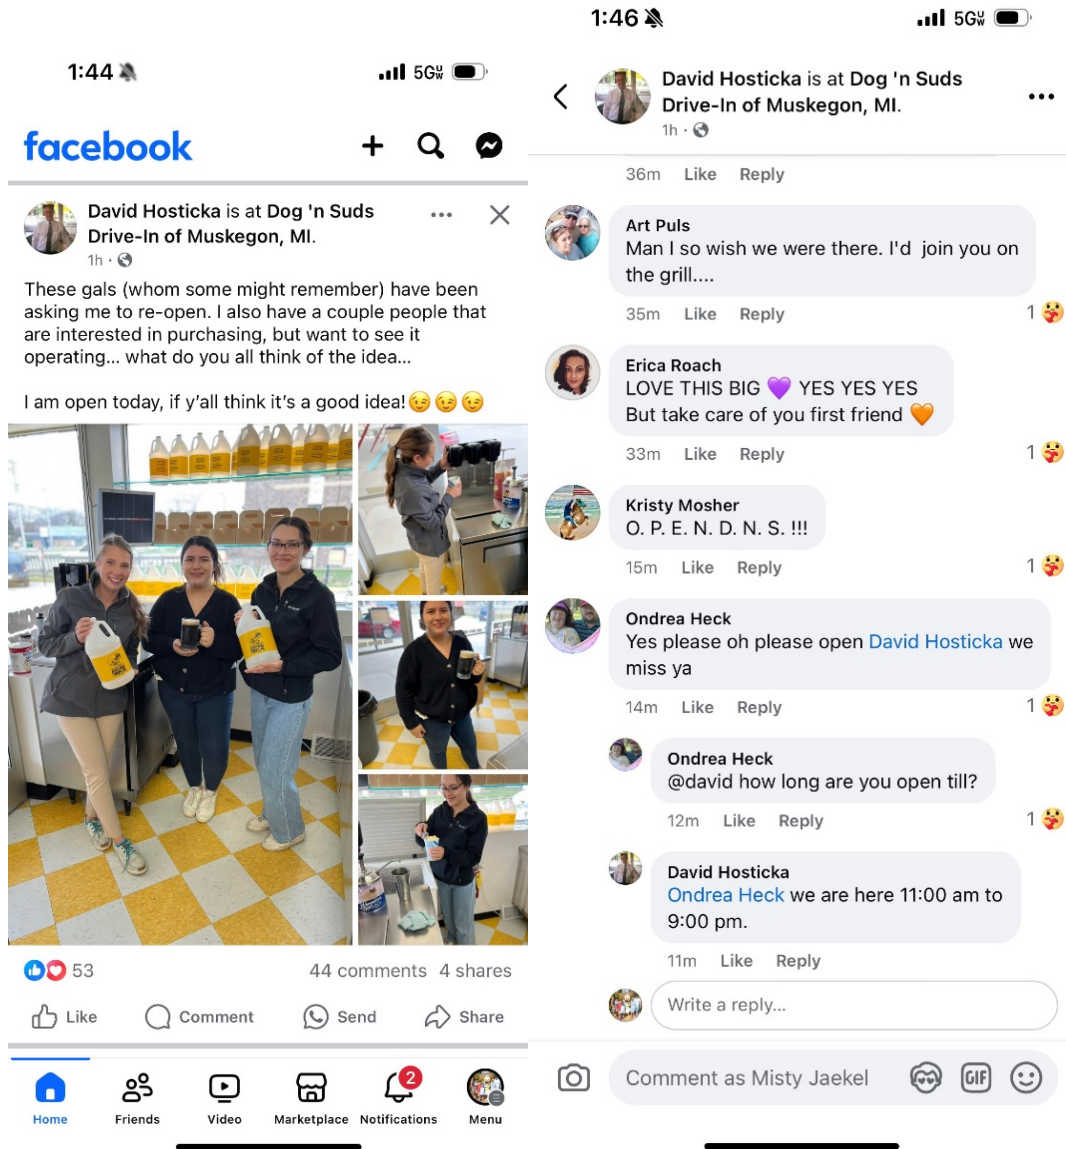 1:44
5G UW
facebook
David Hosticka is at Dog 'n Suds
Drive-In of Muskegon, MI.
1h ·
These gals (whom some might remember) have been
asking me to re-open. I also have a couple people that
are interested in purchasing, but want to see it
operating... what do you all think of the idea...
I am open today, if y'all think it's a good idea!😉 😉 😉
53
44 comments 4 shares
Like
Comment
Send
Share
2
Home
Friends
Video
Marketplace
Notifications
Menu
1:46
5G UW
David Hosticka is at Dog 'n Suds
Drive-In of Muskegon, MI.
1h ·
36m Like Reply
Art Puls
Man I so wish we were there. I'd  join you on
the grill....
35m Like Reply
1
Erica Roach
LOVE THIS BIG 💜 YES YES YES
But take care of you first friend 🧡
33m Like Reply
1
Kristy Mosher
O. P. E. N. D. N. S. !!!
15m Like Reply
1
Ondrea Heck
Yes please oh please open David Hosticka we
miss ya
14m Like Reply
1
Ondrea Heck
@david how long are you open till?
12m Like Reply
1
David Hosticka
Ondrea Heck we are here 11:00 am to
9:00 pm.
11m Like Reply
Write a reply...
Comment as Misty Jaekel
GIF